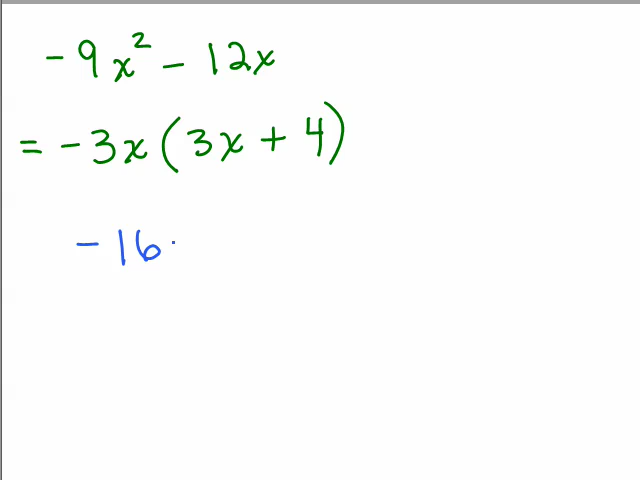 -9x² - 12x
= -3x(3x + 4)
-16